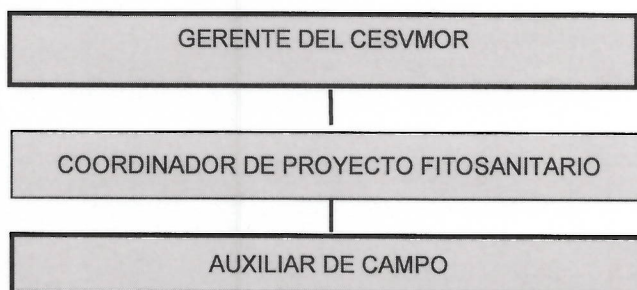 GERENTE DEL CESVMOR
COORDINADOR DE PROYECTO FITOSANITARIO
AUXILIAR DE CAMPO